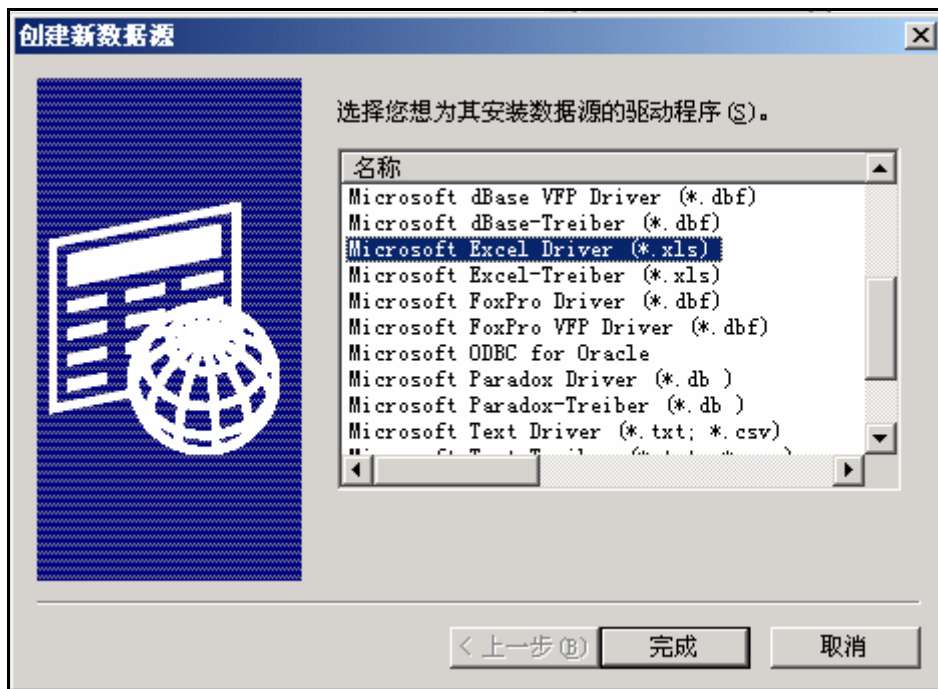 创建新数据源
选择您想为其安装数据源的驱动程序(S)。
名称
Microsoft dBase VFP Driver (*.dbf)
Microsoft dBase-Treiber (*.dbf)
Microsoft Excel Driver (*.xls)
Microsoft Excel-Treiber (*.xls)
Microsoft FoxPro Driver (*.dbf)
Microsoft FoxPro VFP Driver (*.dbf)
Microsoft ODBC for Oracle
Microsoft Paradox Driver (*.db )
Microsoft Paradox-Treiber (*.db )
Microsoft Text Driver (*.txt; *.csv)
< 上一步(B)
完成
取消